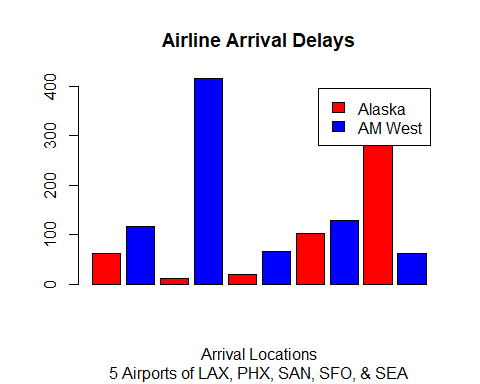 Airline Arrival Delays
Alaska
AM West
400
300
200
100
0
Arrival Locations
5 Airports of LAX, PHX, SAN, SFO, & SEA